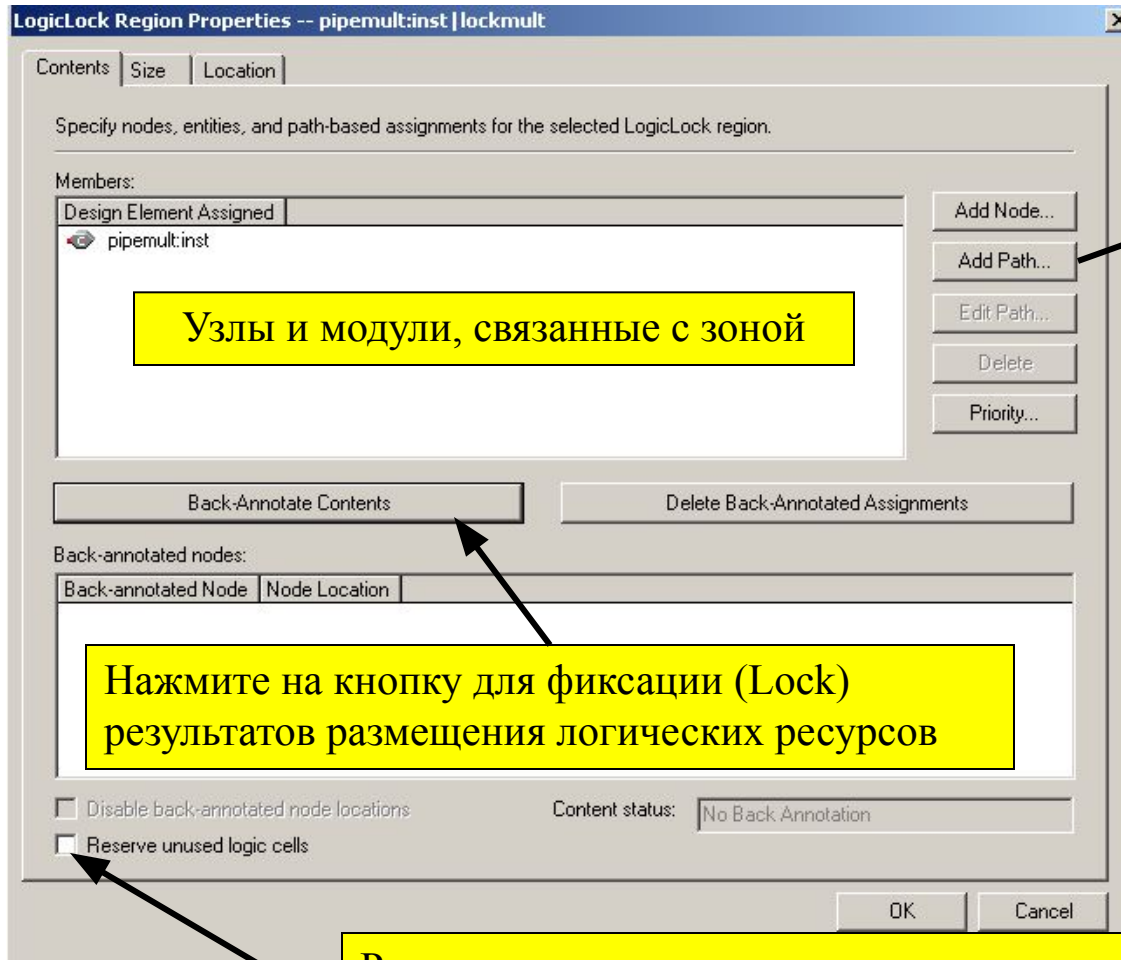 LogicLock Region Properties -- pipemult:inst|lockmult
Contents Size Location
Specify nodes, entities, and path-based assignments for the selected LogicLock region.
Members:
Design Element Assigned
pipemult:inst
Add Node...
Add Path...
Edit Path...
Delete
Priority...
Узлы и модули, связанные с зоной
Back-Annotate Contents
Delete Back-Annotated Assignments
Back-annotated nodes:
Back-annotated Node Node Location
Нажмите на кнопку для фиксации (Lock)
результатов размещения логических ресурсов
Disable back-annotated node locations
Content status: No Back Annotation
Reserve unused logic cells
OK Cancel